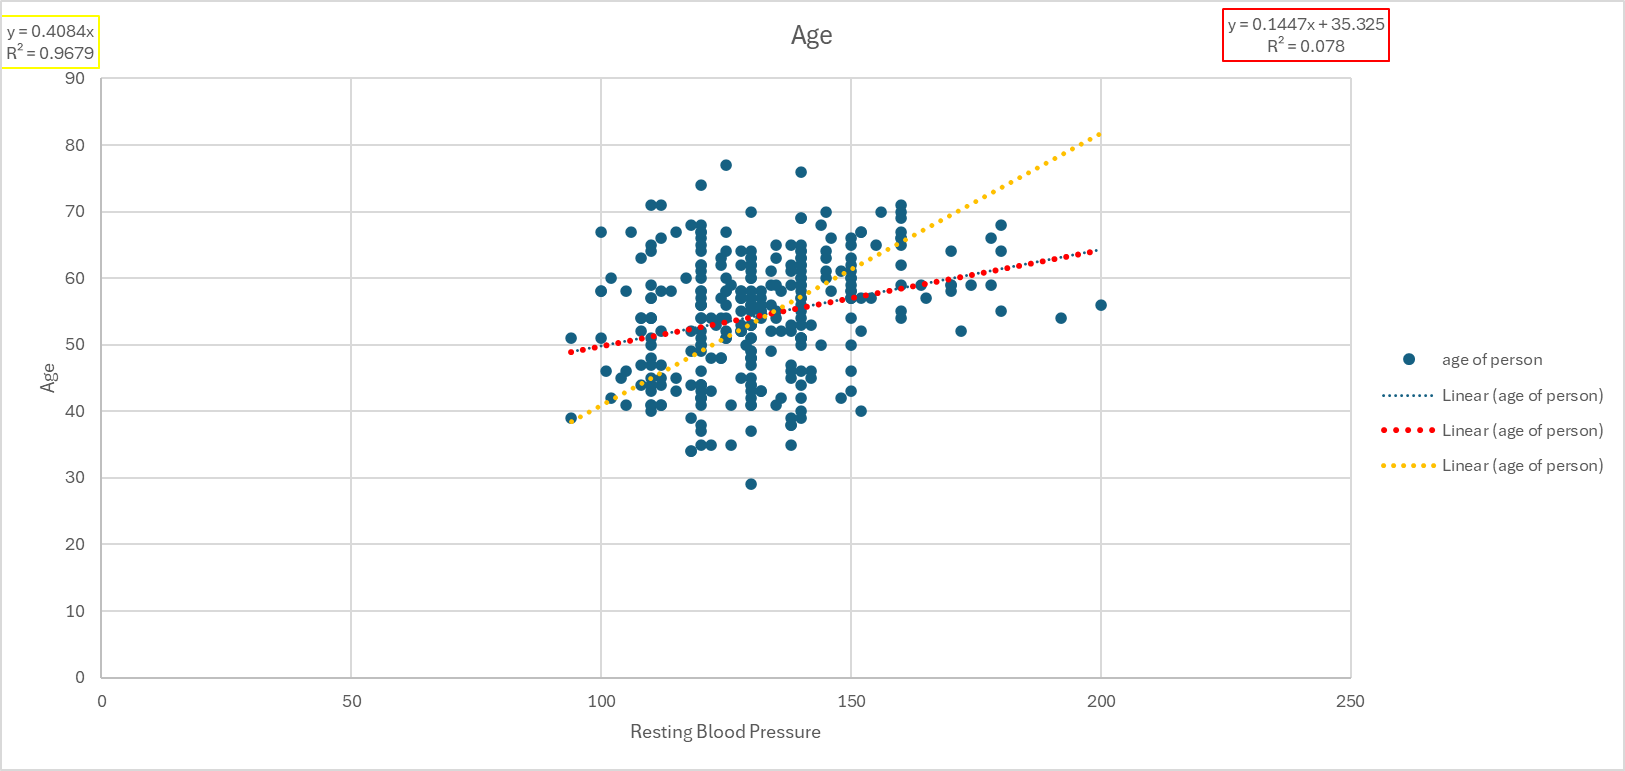 y = 0.4084x
R² = 0.9679
Age
y = 0.1447x + 35.325
R² = 0.078
90
80
70
60
50
40
30
20
10
0
Age
0 50 100 150 200 250
Resting Blood Pressure
age of person
Linear (age of person)
Linear (age of person)
Linear (age of person)